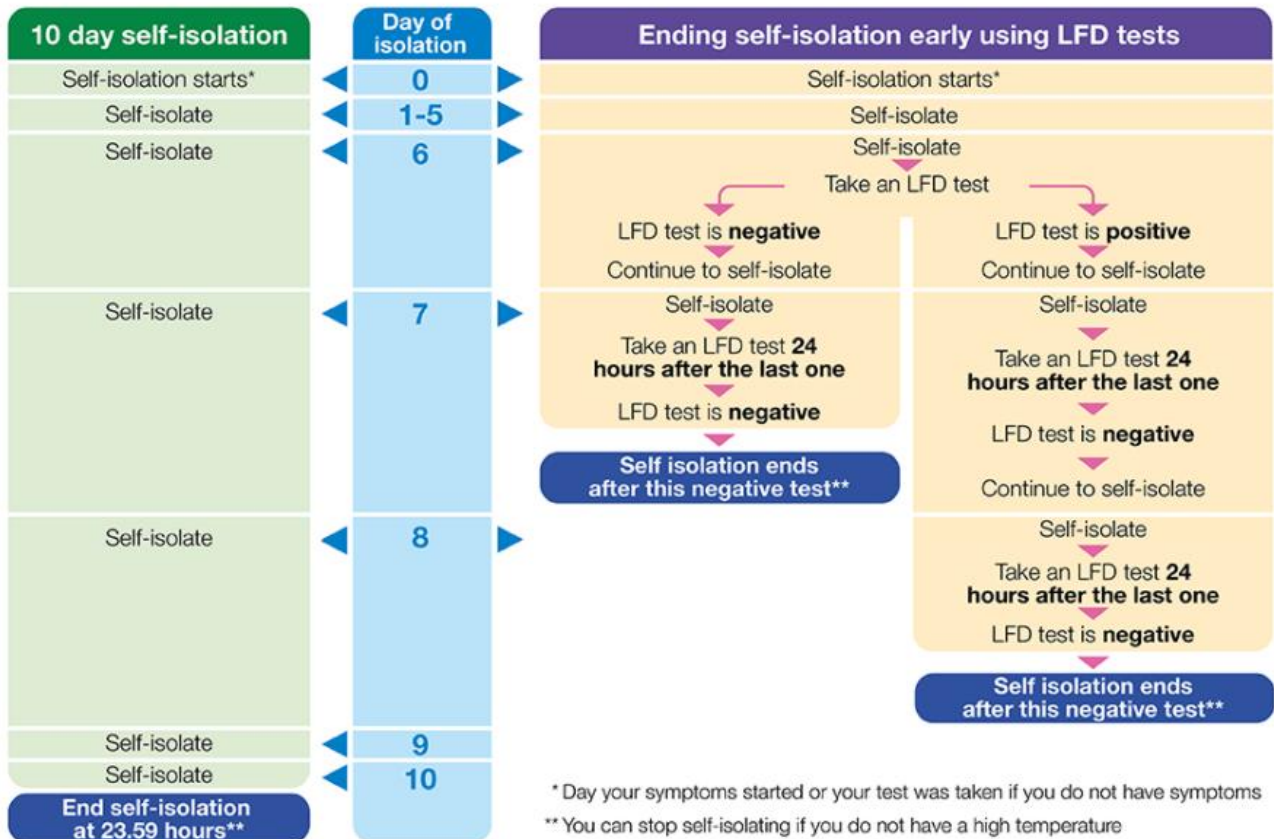 10 day self-isolation
Day of
isolation
Ending self-isolation early using LFD tests
Self-isolation starts*
0
Self-isolation starts*
Self-isolate
1-5
Self-isolate
Self-isolate
6
Self-isolate
Take an LFD test
LFD test is negative
LFD test is positive
Continue to self-isolate
Continue to self-isolate
Self-isolate
7
Self-isolate
Self-isolate
Take an LFD test 24
hours after the last one
LFD test is negative
Self isolation ends
after this negative test**
Take an LFD test 24
hours after the last one
LFD test is negative
Continue to self-isolate
Self-isolate
8
Self-isolate
Take an LFD test 24
hours after the last one
LFD test is negative
Self isolation ends
after this negative test**
Self-isolate
9
Self-isolate
10
End self-isolation
at 23.59 hours**
* Day your symptoms started or your test was taken if you do not have symptoms
** You can stop self-isolating if you do not have a high temperature